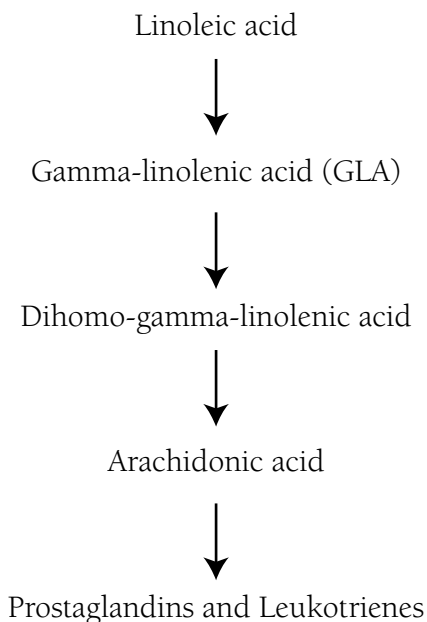 Linoleic acid
Gamma-linolenic acid (GLA)
Dihomo-gamma-linolenic acid
Arachidonic acid
Prostaglandins and Leukotrienes